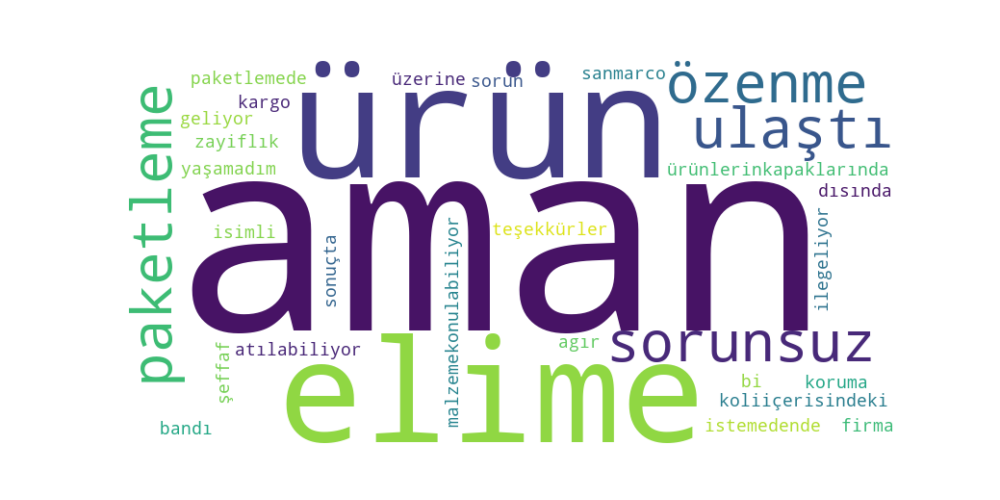 paketlemede
üzerine
sorun
sanmarco
özenme
kargo
ürün
geliyor
ulaştı
zayiflık
yaşamadım
ürünlerinkapaklarında
paketleme
aman
dısında
isimli
teşekkürler
sonuçta
malzemekonulabiliyor
ilegeliyor
atılabiliyor
agır
sorunsuz
şeffaf
elime
bi
koruma
koliiçerisindeki
bandı
istemedende
firma